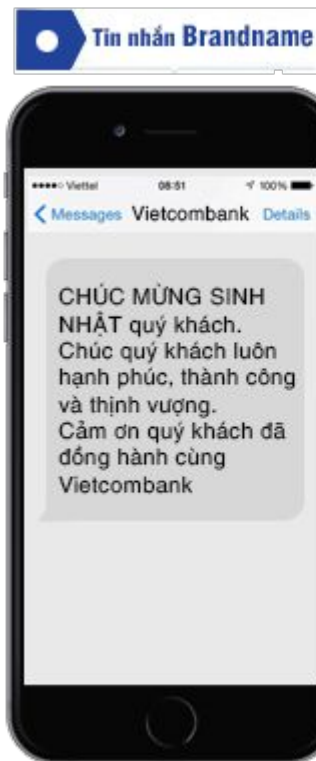 Tin nhắn Brandname
Viettel 08:51 100%
Messages Vietcombank Details
CHÚC MỪNG SINH
NHẬT quý khách.
Chúc quý khách luôn
hạnh phúc, thành công
và thịnh vượng.
Cảm ơn quý khách đã
đồng hành cùng
Vietcombank